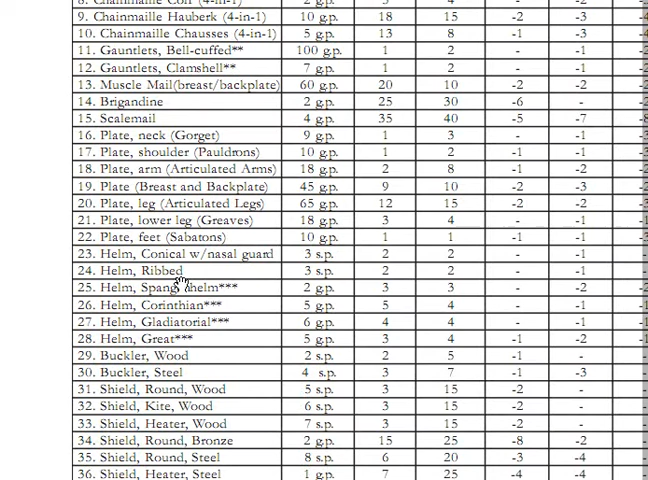 9. Chainmaille Hauberk (4-in-1) 10 g.p. 18 15 -2 -3
10. Chainmaille Chausses (4-in-1) 5 g.p. 13 8 -1 -3
11. Gauntlets, Bell-cuffed** 100 g.p. 1 2 - -1
12. Gauntlets, Clamshell** 7 g.p. 1 2 - -1
13. Muscle Mail(breast/backplate) 60 g.p. 20 10 -2 -2
14. Brigandine 2 g.p. 25 30 -6 -
15. Scalemail 4 g.p. 35 40 -5 -7
16. Plate, neck (Gorget) 9 g.p. 1 3 - -1
17. Plate, shoulder (Pauldrons) 10 g.p. 1 2 -1 -1
18. Plate, arm (Articulated Arms) 18 g.p. 2 8 -1 -2
19. Plate (Breast and Backplate) 45 g.p. 9 10 -2 -3
20. Plate, leg (Articulated Legs) 65 g.p. 12 15 -2 -2
21. Plate, lower leg (Greaves) 18 g.p. 3 4 - -1
22. Plate, feet (Sabatons) 10 g.p. 1 1 -1 -1
23. Helm, Conical w/nasal guard 3 s.p. 2 2 - -1
24. Helm, Ribbed 3 s.p. 2 2 - -1
25. Helm, 2 g.p. 3 3 - -2
26. Helm, Corinthian*** 5 g.p. 5 4 - -1
27. Helm, Gladiatorial*** 6 g.p. 4 4 - -1
28. Helm, Great*** 5 g.p. 3 4 -1 -2
29. Buckler, Wood 2 s.p. 2 5 -1 -
30. Buckler, Steel 4 s.p. 3 7 -1 -3
31. Shield, Round, Wood 5 s.p. 3 15 -2 -
32. Shield, Kite, Wood 6 s.p. 3 15 -2 -
33. Shield, Heater, Wood 7 s.p. 3 15 -2 -
34. Shield, Round, Bronze 2 g.p. 15 25 -8 -2
35. Shield, Round, Steel 8 s.p. 6 20 -3 -4
36. Shield, Heater, Steel 1 g.p. 7 25 -4 -4